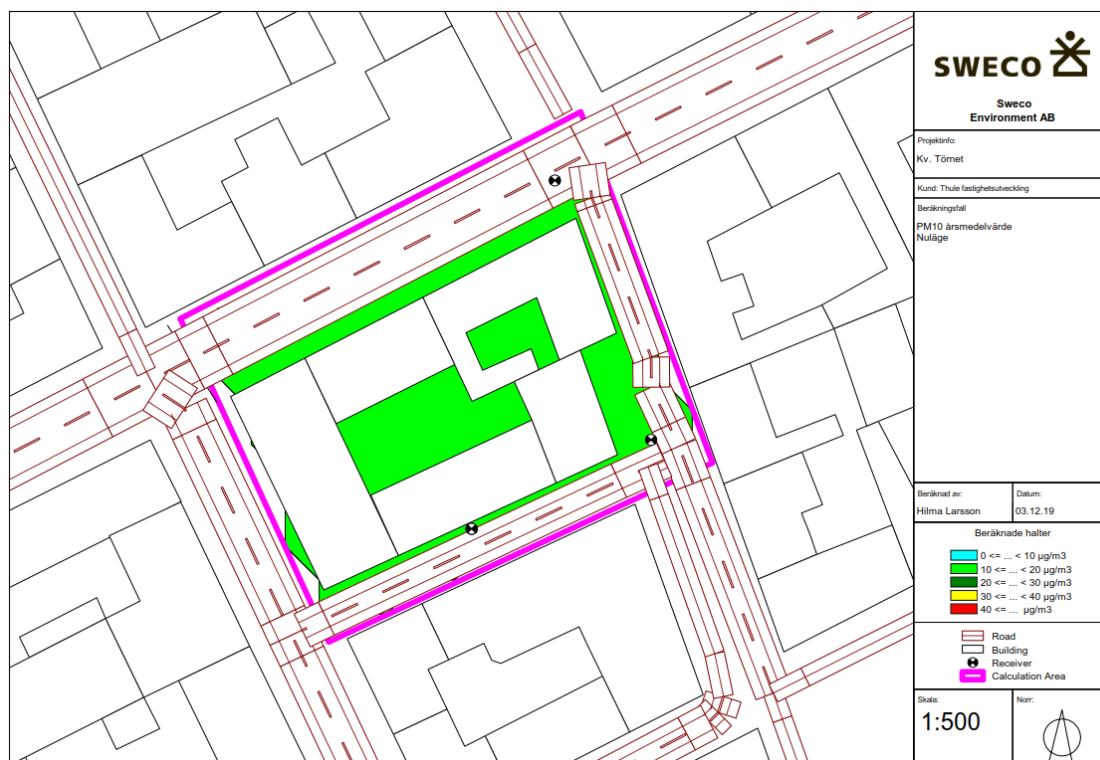 SWECO
Sweco
Environment AB
Projektinfo:
Kv. Törnet
Kund: Thule fastighetsutveckling
Beräkningsfall
PM10 årsmedelvärde
Nuläge
Beräknad av:
Hilma Larsson
Datum:
03.12.19
Beräknade halter
0 <= ... < 10 µg/m3
10 <= ... < 20 µg/m3
20 <= ... < 30 µg/m3
30 <= ... < 40 µg/m3
40 <= ... µg/m3
Road
Building
Receiver
Calculation Area
Skala:
1:500
Norr: